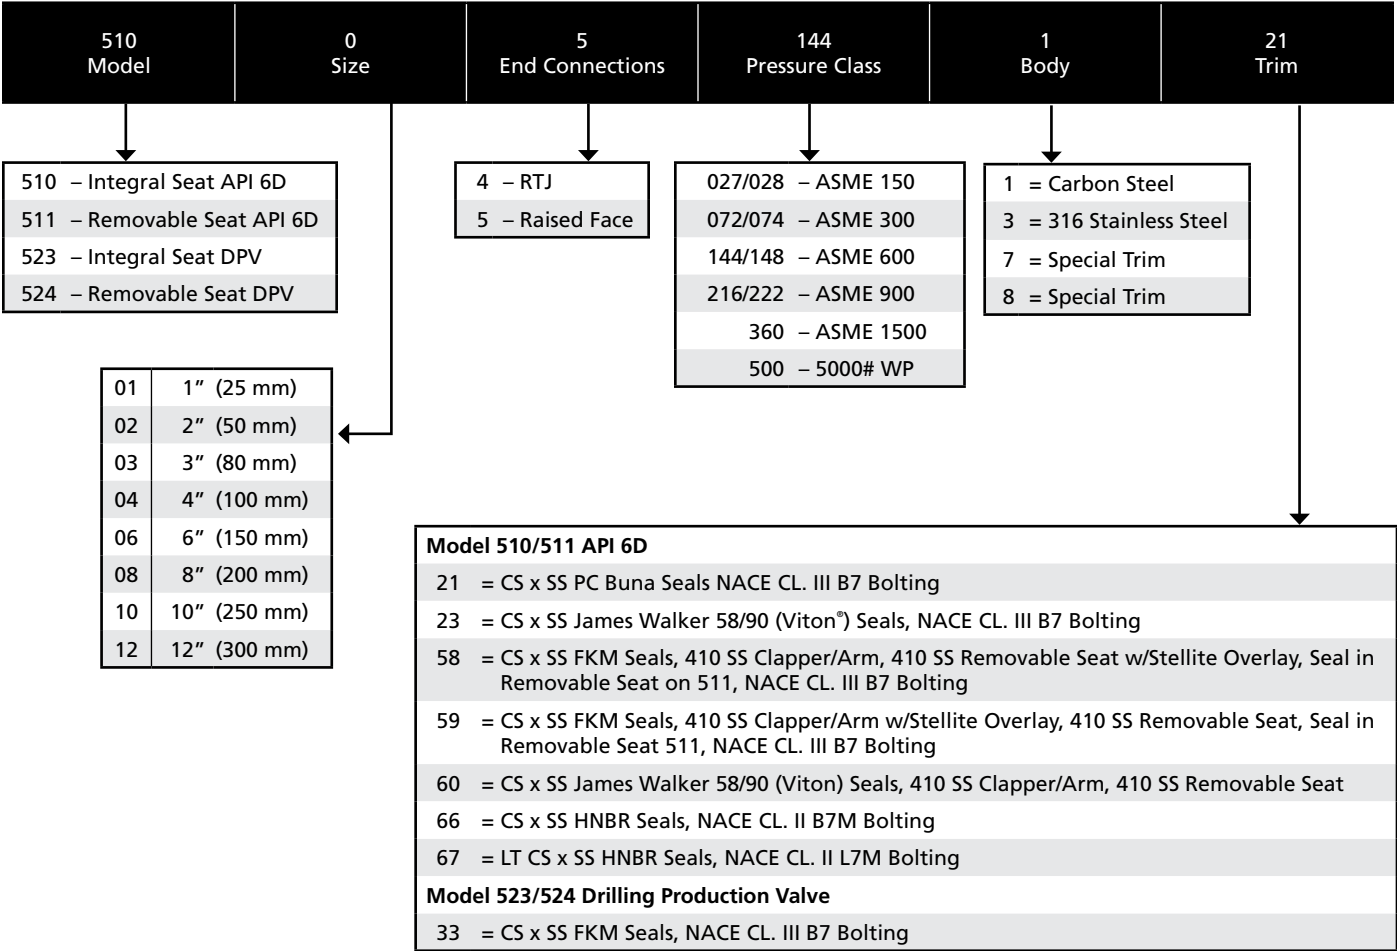 510 0 5 144 1 21
Model Size End Connections Pressure Class Body Trim
510 – Integral Seat API 6D
511 – Removable Seat API 6D
523 – Integral Seat DPV
524 – Removable Seat DPV
4 – RTJ
5 – Raised Face
027/028 – ASME 150
072/074 – ASME 300
144/148 – ASME 600
216/222 – ASME 900
360 – ASME 1500
500 – 5000# WP
1 = Carbon Steel
3 = 316 Stainless Steel
7 = Special Trim
8 = Special Trim
01 1” (25 mm)
02 2” (50 mm)
03 3” (80 mm)
04 4” (100 mm)
06 6” (150 mm)
08 8” (200 mm)
10 10” (250 mm)
12 12” (300 mm)
Model 510/511 API 6D
21 = CS x SS PC Buna Seals NACE CL. III B7 Bolting
23 = CS x SS James Walker 58/90 (Viton®) Seals, NACE CL. III B7 Bolting
58 = CS x SS FKM Seals, 410 SS Clapper/Arm, 410 SS Removable Seat w/Stellite Overlay, Seal in
Removable Seat on 511, NACE CL. III B7 Bolting
59 = CS x SS FKM Seals, 410 SS Clapper/Arm w/Stellite Overlay, 410 SS Removable Seat, Seal in
Removable Seat 511, NACE CL. III B7 Bolting
60 = CS x SS James Walker 58/90 (Viton) Seals, 410 SS Clapper/Arm, 410 SS Removable Seat
66 = CS x SS HNBR Seals, NACE CL. II B7M Bolting
67 = LT CS x SS HNBR Seals, NACE CL. II L7M Bolting
Model 523/524 Drilling Production Valve
33 = CS x SS FKM Seals, NACE CL. III B7 Bolting